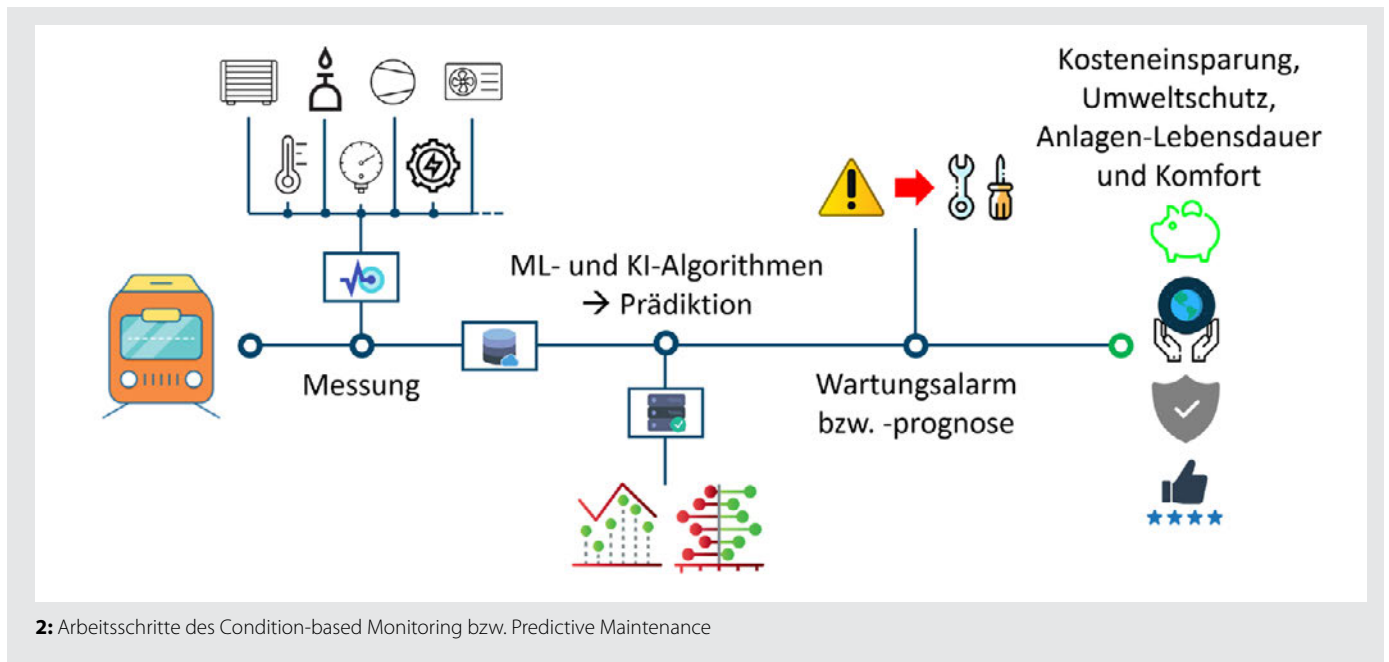 Kosteneinsparung,
Umweltschutz,
Anlagen-Lebensdauer
und Komfort
ML- und KI-Algorithmen
→ Prädiktion
Messung
Wartungsalarm
bzw. -prognose
2: Arbeitsschritte des Condition-based Monitoring bzw. Predictive Maintenance